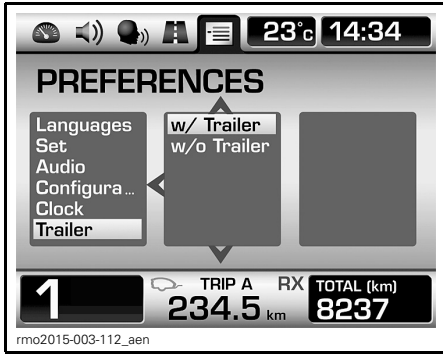 23°c 14:34
PREFERENCES
Languages
Set
Audio
Configura...
Clock
Trailer
w/ Trailer
w/o Trailer
1
TRIP A
234.5 km
RX
TOTAL (km)
8237
rmo2015-003-112_aen